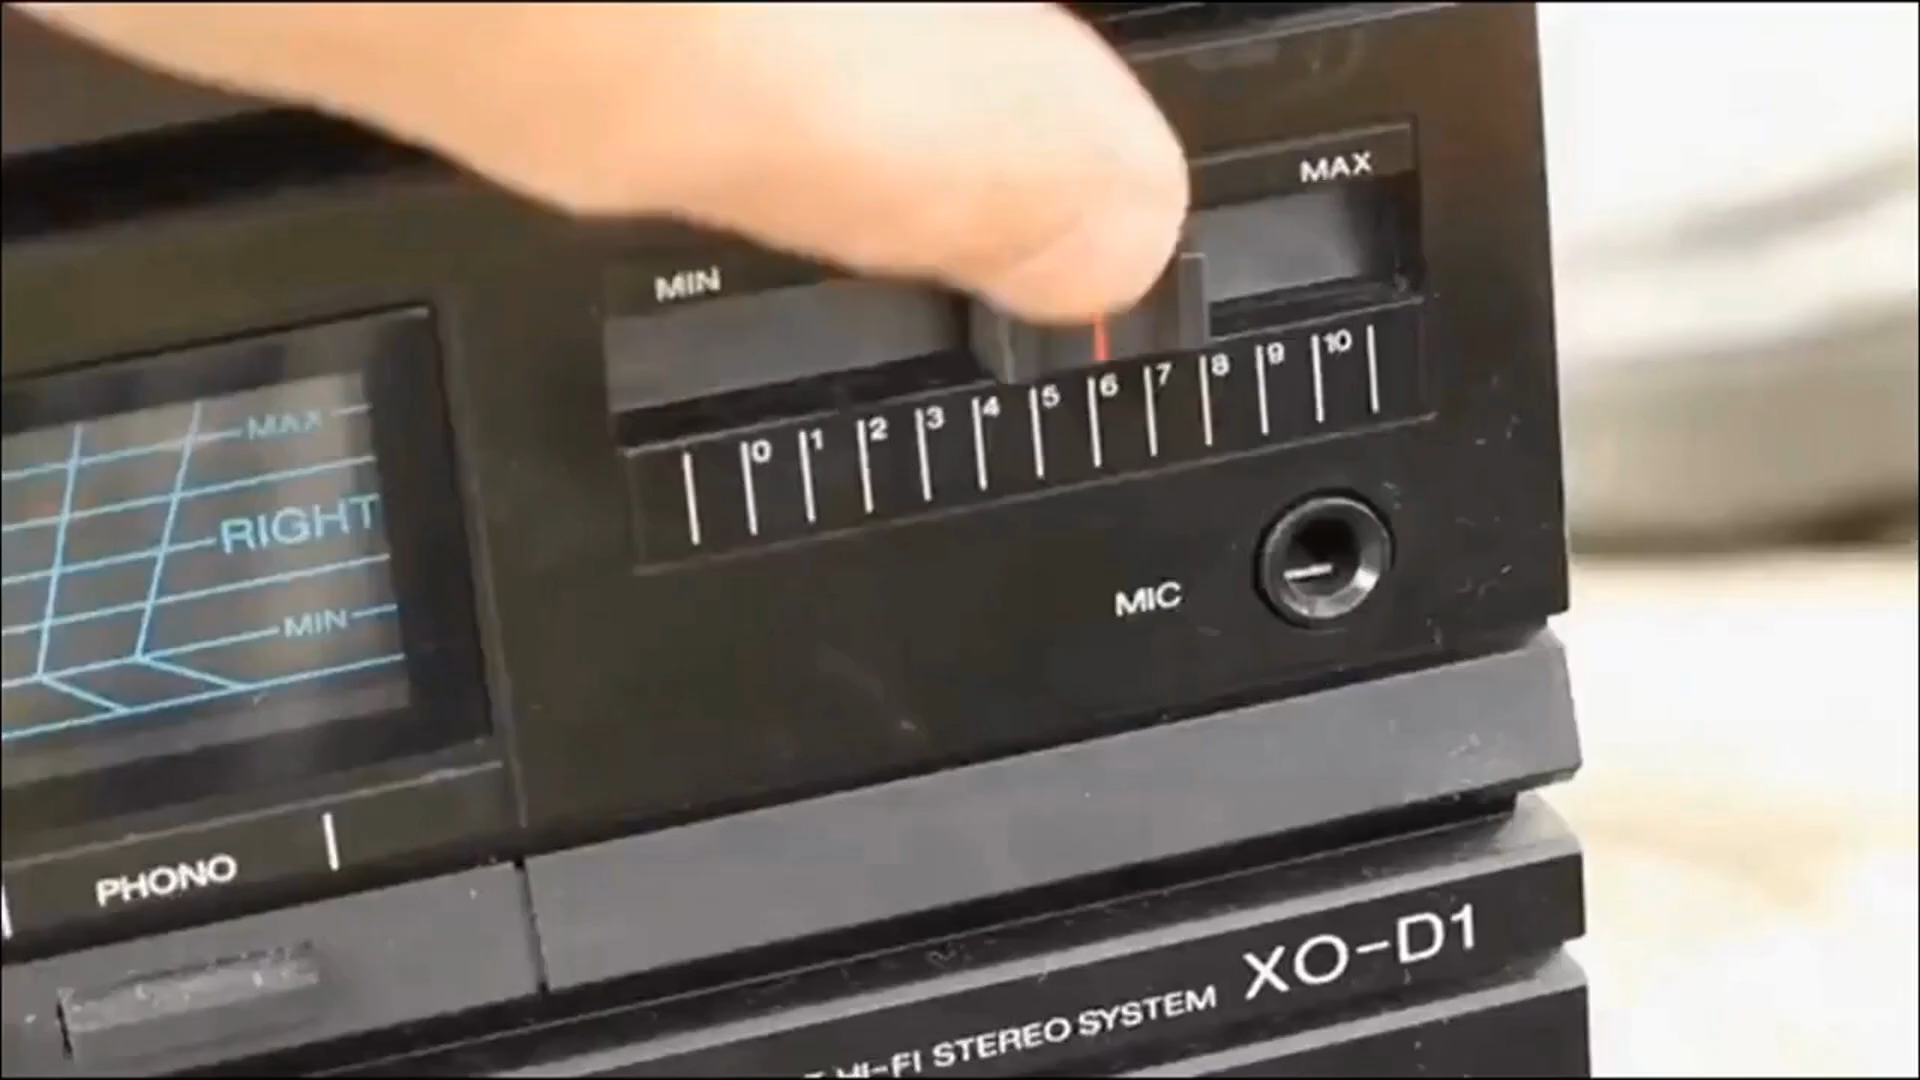 MAX
MIN
0 1 2 3 4 5 6 7 8 9 10
MAX
RIGHT
MIN
MIC
PHONO
XO-D1
HI-FI STEREO SYSTEM